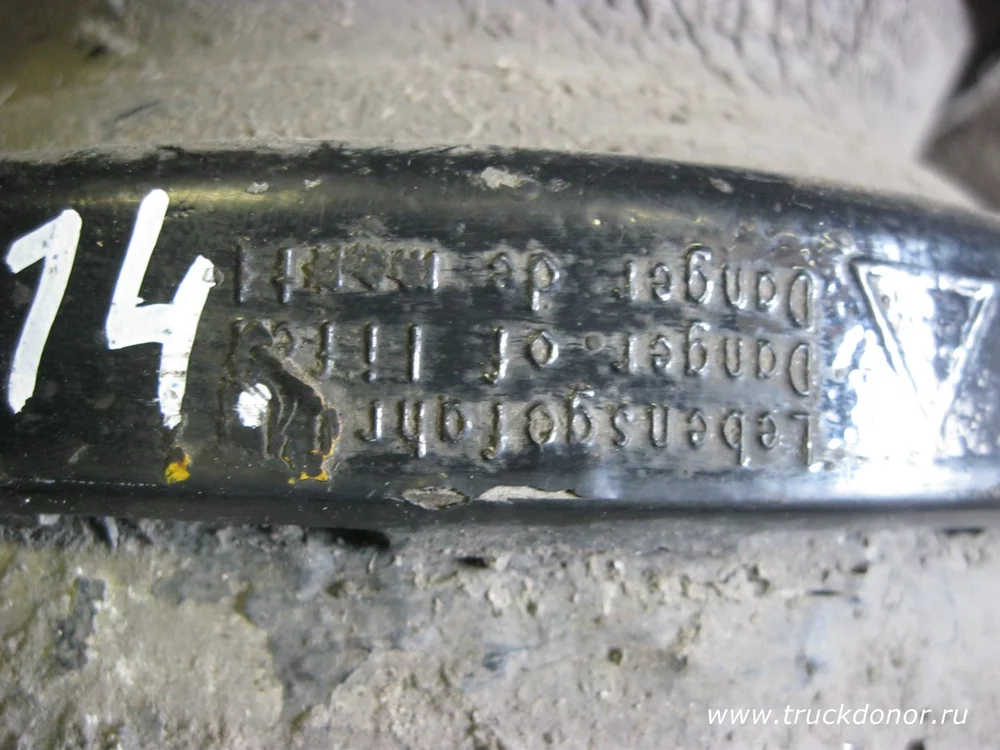 14
Lebensgefahr
Danger of life
Danger de mort !
www.truckdonor.ru